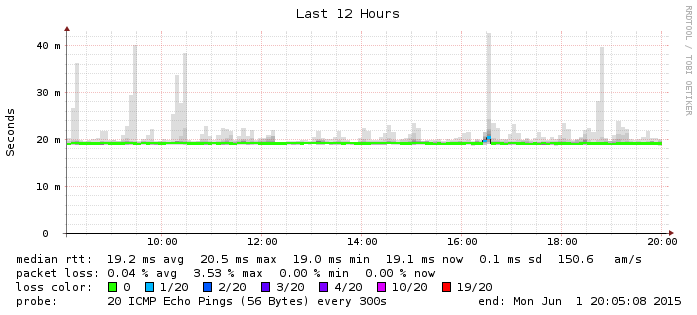 Last 12 Hours
RRDTOOL / TOBI OETIKER
Seconds
40 m
30 m
20 m
10 m
0
10:00 12:00 14:00 16:00 18:00 20:00
median rtt: 19.2 ms avg 20.5 ms max 19.0 ms min 19.1 ms now 0.1 ms sd 150.6 am/s
packet loss: 0.04 % avg 3.53 % max 0.00 % min 0.00 % now
loss color: 0 1/20 2/20 3/20 4/20 10/20 19/20
probe: 20 ICMP Echo Pings (56 Bytes) every 300s end: Mon Jun 1 20:05:08 2015